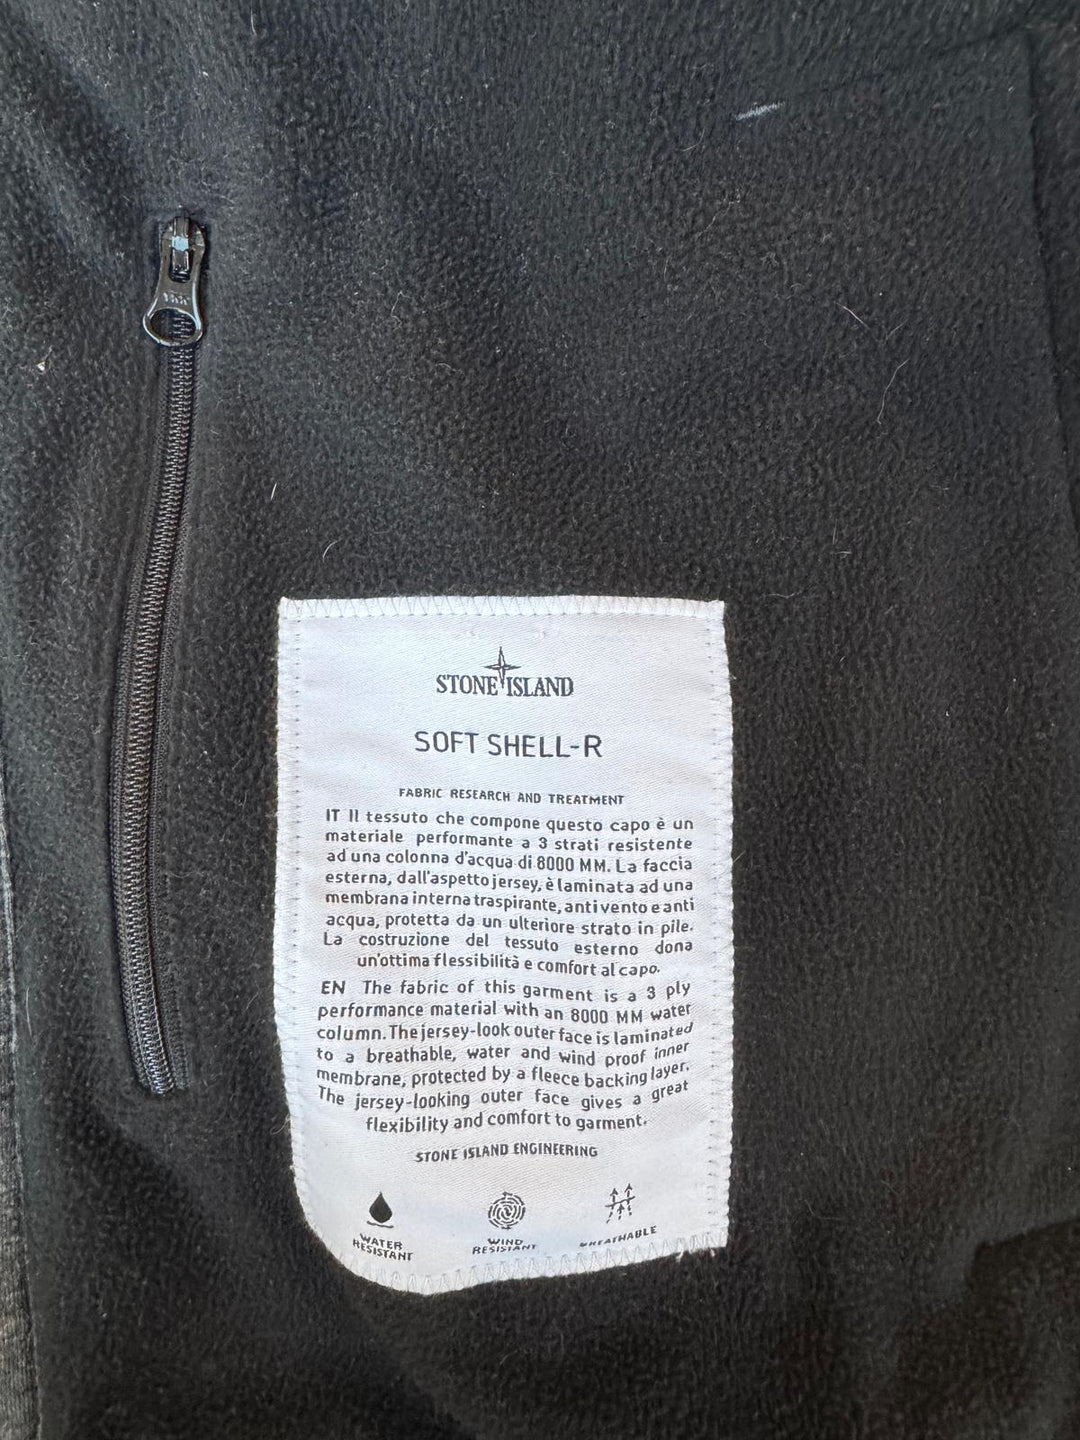 YKK
STONE ISLAND
SOFT SHELL-R
FABRIC RESEARCH AND TREATMENT
IT Il tessuto che compone questo capo è un
materiale performante a 3 strati resistente
ad una colonna d'acqua di 8000 MM. La faccia
esterna, dall'aspetto jersey, è laminata ad una
membrana interna traspirante, antivento e anti
acqua, protetta da un ulteriore strato in pile.
La costruzione del tessuto esterno dona
un'ottima flessibilità e comfort al capo.
EN The fabric of this garment is a 3 ply
performance material with an 8000 MM water
column. The jersey-look outer face is laminated
to a breathable, water and wind proof inner
membrane, protected by a fleece backing layer.
The jersey-looking outer face gives a great
flexibility and comfort to garment.
STONE ISLAND ENGINEERING
WATER
RESISTANT
WIND
RESISTANT
BREATHABLE